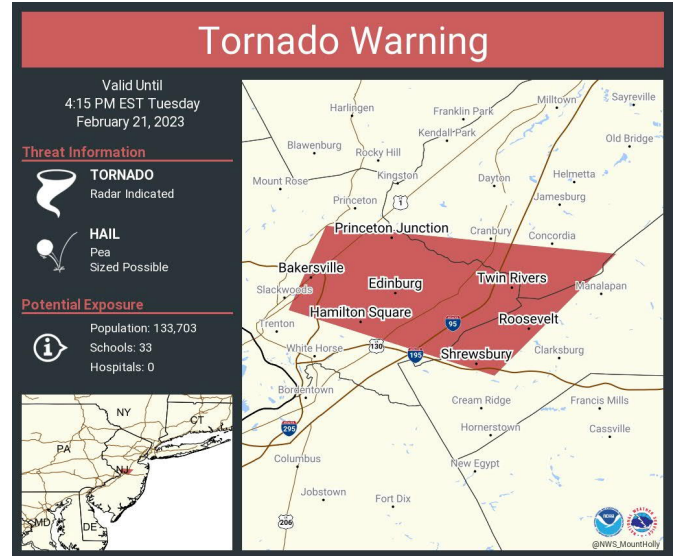 Tornado Warning
Valid Until
4:15 PM EST Tuesday
February 21, 2023
Threat Information
TORNADO
Radar Indicated
HAIL
Pea
Sized Possible
Potential Exposure
Population: 133,703
Schools: 33
Hospitals: 0
NY
CT
PA
NJ
MD
DE
Harlingen
Franklin Park
Milltown
Sayreville
Kendall Park
Old Bridge
Blawenburg
Rocky Hill
Mount Rose
Kingston
Dayton
Helmetta
Jamesburg
Princeton
1
Princeton Junction
Cranbury
Concordia
Bakersville
Edinburg
Twin Rivers
Manalapan
Slackwoods
Hamilton Square
Roosevelt
Trenton
95
White Horse
130
195
Shrewsbury
Clarksburg
Bordentown
Cream Ridge
Francis Mills
295
Hornerstown
Cassville
Columbus
New Egypt
Jobstown
Fort Dix
206
@NWS_MountHolly